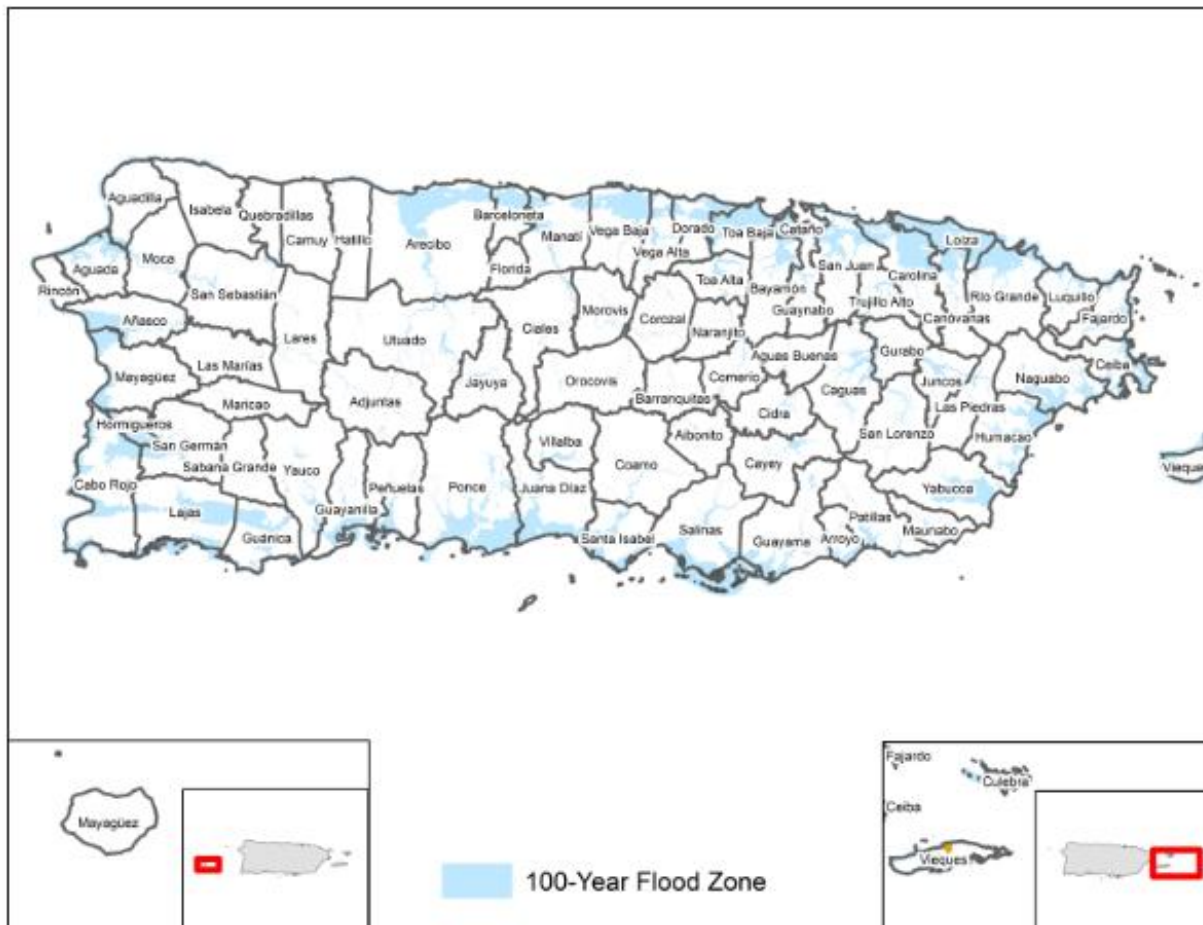 Aguadilla
Isabela
Quebradillas
Camuy
Hatillo
Arecibo
Barceloneta
Manatí
Vega Baja
Dorado
Toa Baja
Cataño
Loíza
Moca
Florida
Vega Alta
San Juan
Carolina
Aguada
Rincón
San Sebastián
Toa Alta
Bayamón
Trujillo Alto
Río Grande
Luquillo
Añasco
Lares
Utuado
Ciales
Morovis
Corozal
Naranjito
Guaynabo
Canóvanas
Fajardo
Mayagüez
Las Marías
Jayuya
Orocovis
Aguas Buenas
Gurabo
Ceiba
Maricao
Adjuntas
Barranquitas
Comerío
Caguas
Juncos
Naguabo
Hormigueros
San Germán
Villalba
Aibonito
Cidra
Las Piedras
San Lorenzo
Humacao
Sabana Grande
Yauco
Peñuelas
Ponce
Juana Díaz
Coamo
Cayey
Vieques
Cabo Rojo
Lajas
Guánica
Guayanilla
Santa Isabel
Salinas
Guayama
Arroyo
Patillas
Yabucoa
Maunabo
Mayagüez
100-Year Flood Zone
Fajardo
Culebra
Ceiba
Vieques